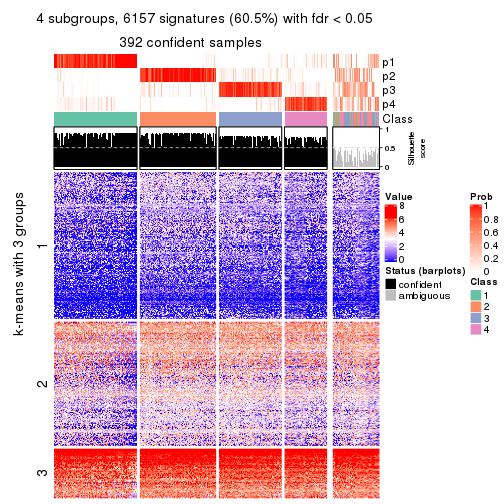 4 subgroups, 6157 signatures (60.5%) with fdr < 0.05
392 confident samples
p1
p2
p3
p4
Class
1
0.5
0
Silhouette
score
k-means with 3 groups
1
2
3
Value
8
6
4
2
0
Status (barplots)
confident
ambiguous
Prob
1
0.8
0.6
0.4
0.2
0
Class
1
2
3
4